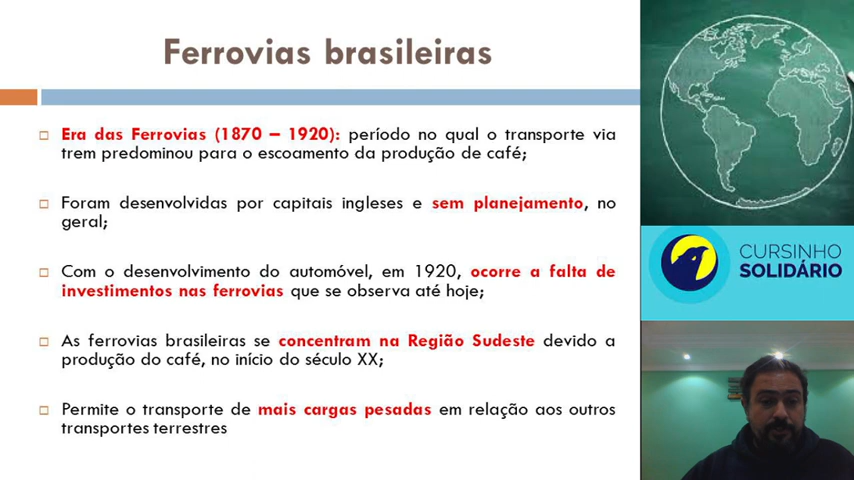 Ferrovias brasileiras
Era das Ferrovias (1870 – 1920): período no qual o transporte via
trem predominou para o escoamento da produção de café;
Foram desenvolvidas por capitais ingleses e sem planejamento, no
geral;
Com o desenvolvimento do automóvel, em 1920, ocorre a falta de
investimentos nas ferrovias que se observa até hoje;
As ferrovias brasileiras se concentram na Região Sudeste devido a
produção do café, no início do século XX;
Permite o transporte de mais cargas pesadas em relação aos outros
transportes terrestres
CURSINHO
SOLIDÁRIO